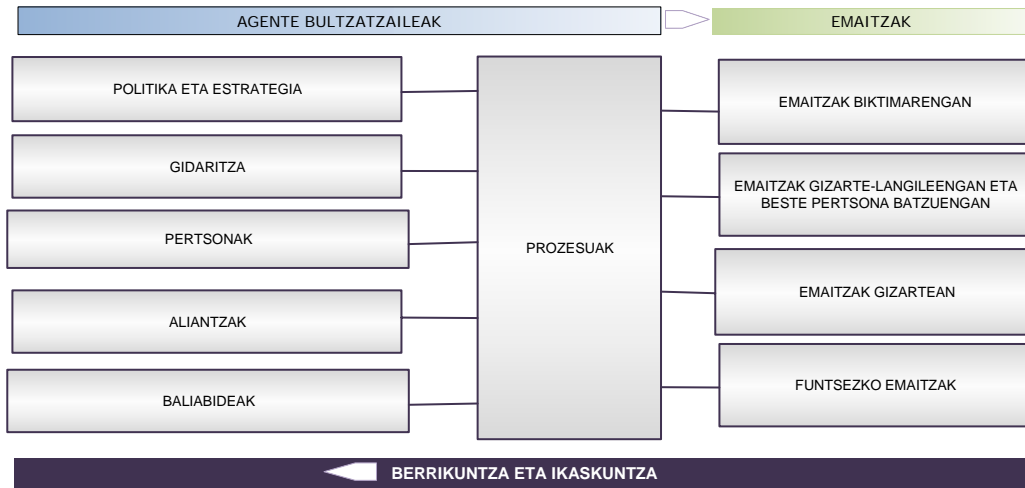 AGENTE BULTZATZAILEAK
EMAITZAK
POLITIKA ETA ESTRATEGIA
GIDARITZA
PERTSONAK
ALIANTZAK
BALIABIDEAK
PROZESUAK
EMAITZAK BIKTIMARENGAN
EMAITZAK GIZARTE-LANGILEENGAN ETA
BESTE PERTSONA BATZUENGAN
EMAITZAK GIZARTEAN
FUNTSEZKO EMAITZAK
BERRIKUNTZA ETA IKASKUNTZA